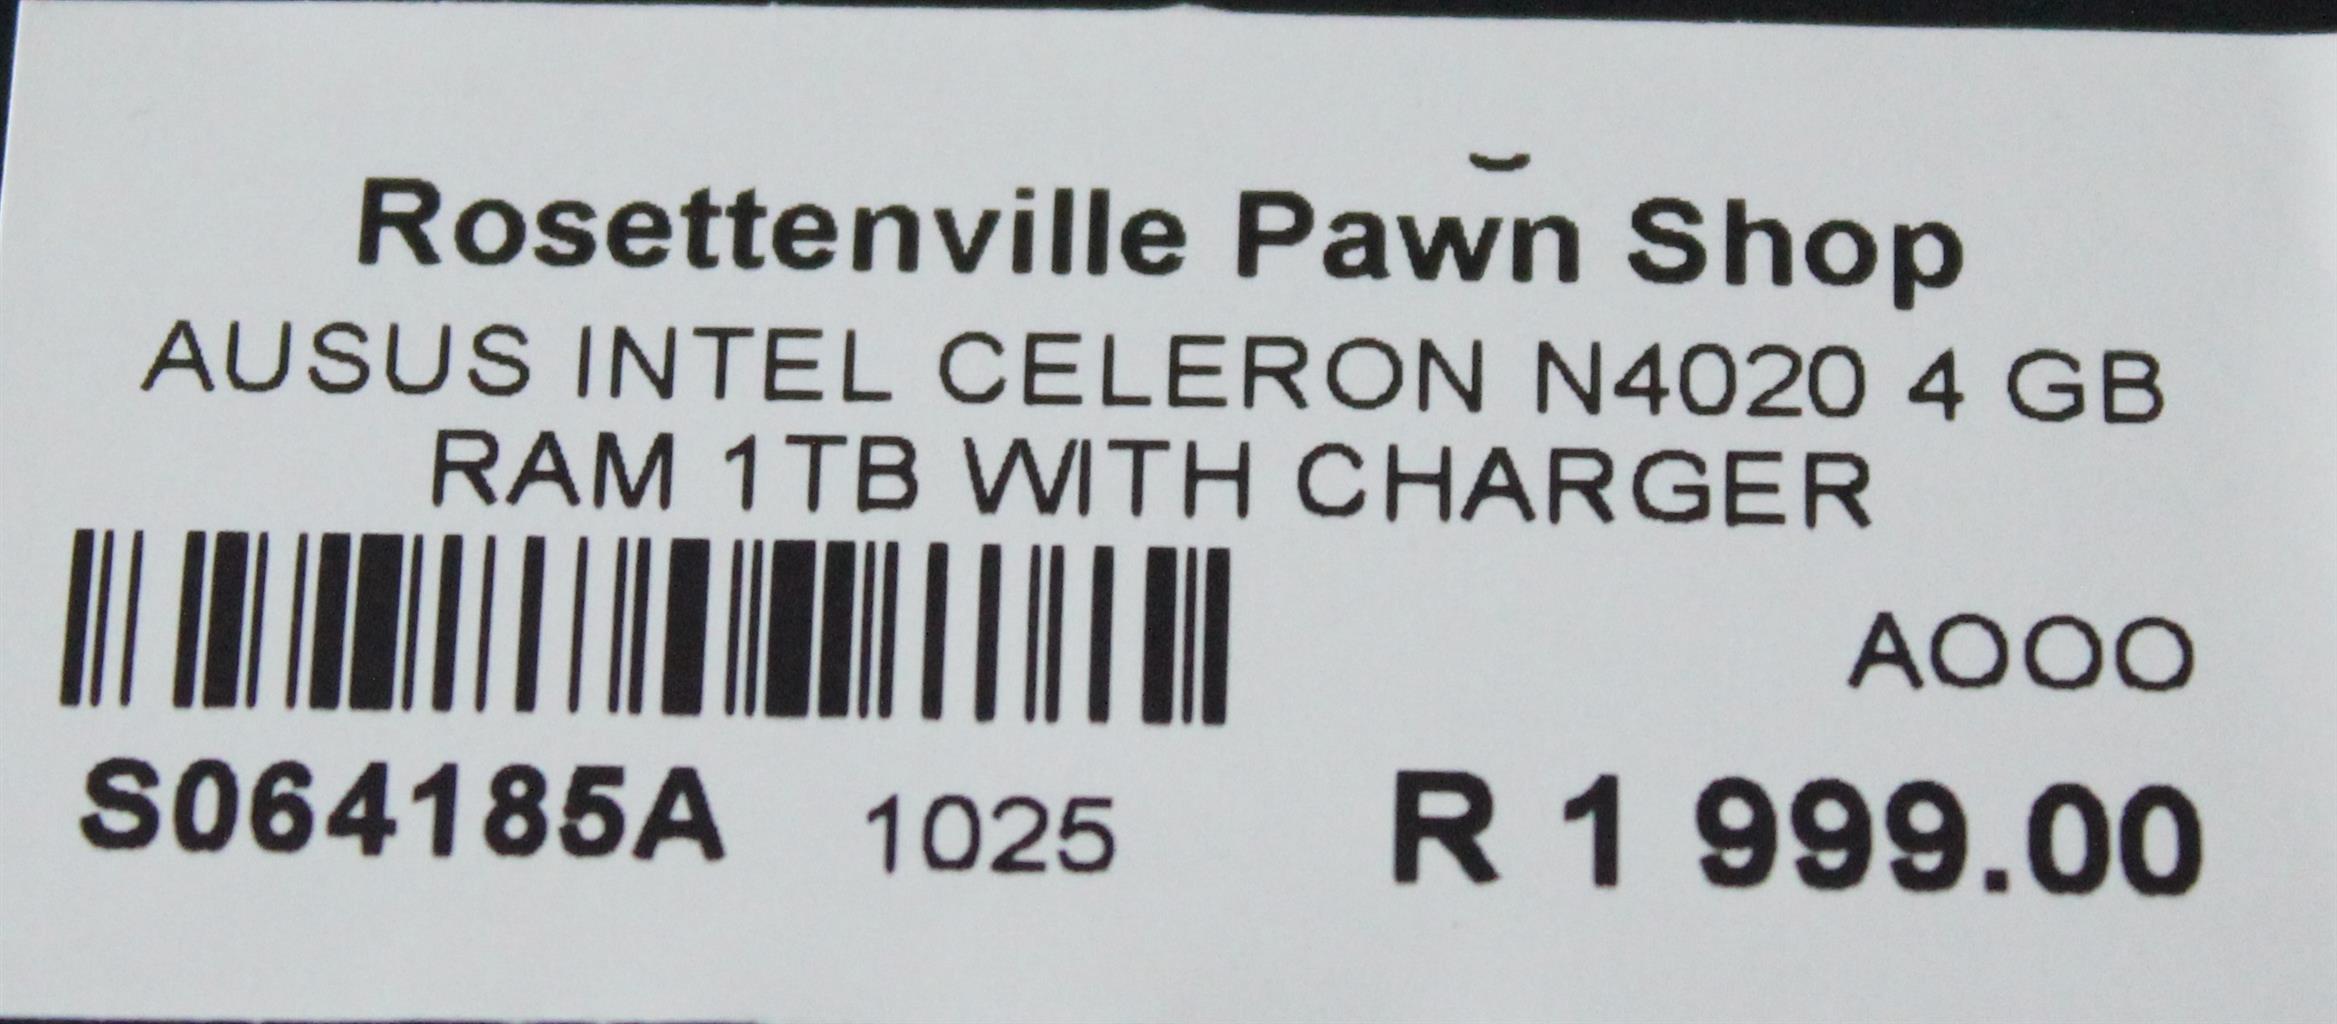 Rosettenville Pawn Shop
AUSUS INTEL CELERON N4020 4 GB
RAM 1TB WITH CHARGER
AOOO
S064185A 1025 R 1 999.00